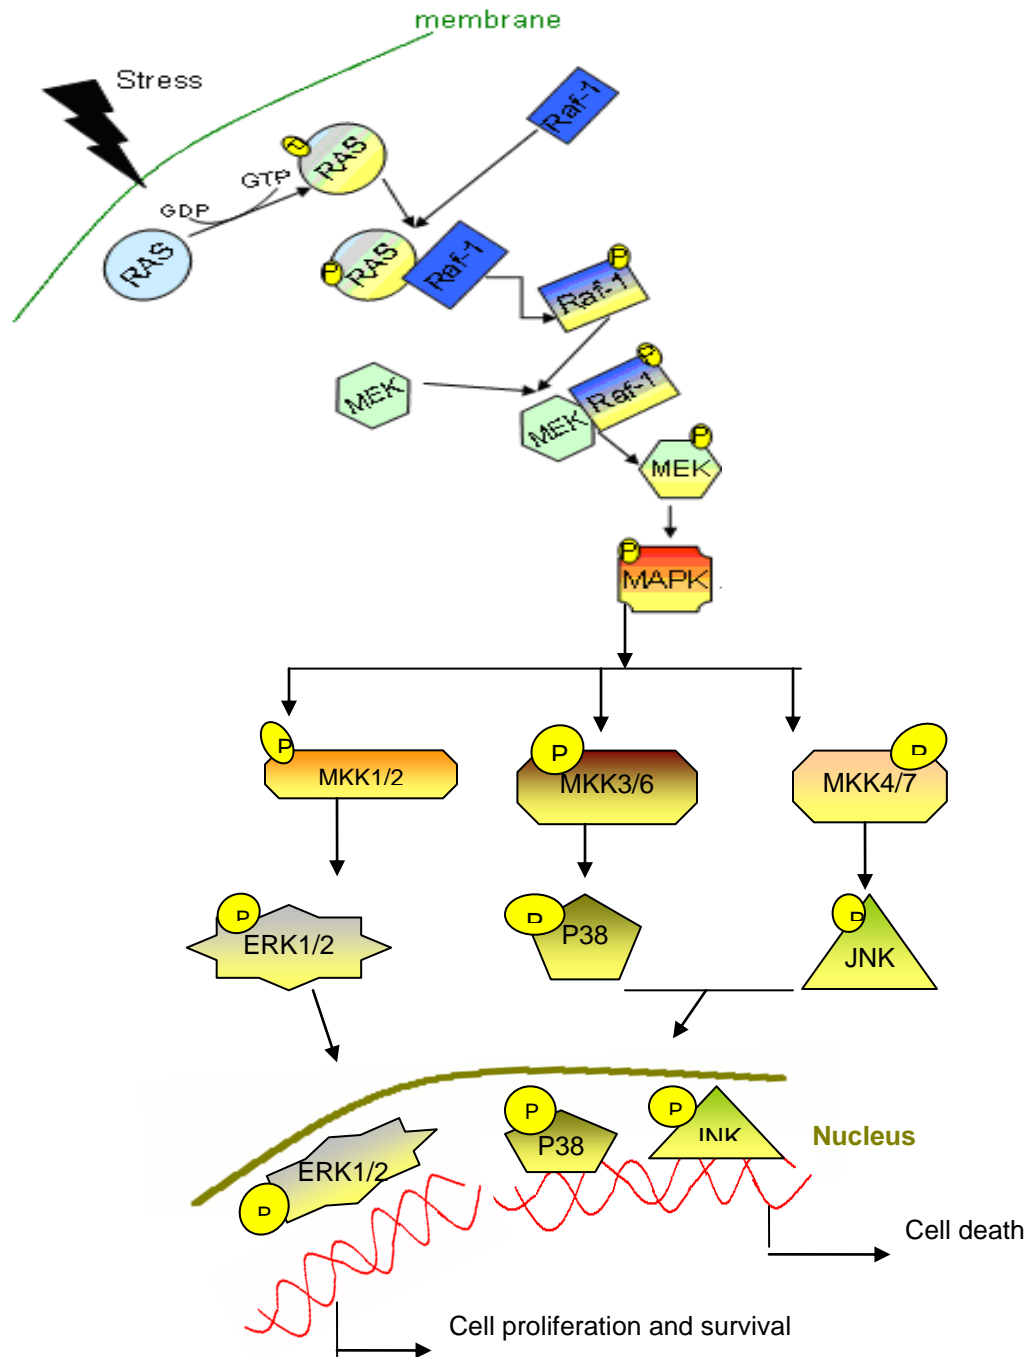 membrane
Stress
P
RAS
Raf-1
GTP
GDP
RAS
P
RAS
Raf-1
P
Raf-1
MEK
P
Raf-1
MEK
P
MEK
P
MAPK
P
MKK1/2
P
MKK3/6
P
MKK4/7
P
ERK1/2
P
P38
P
JNK
P
P38
P
JNK
Nucleus
ERK1/2
P
Cell death
Cell proliferation and survival